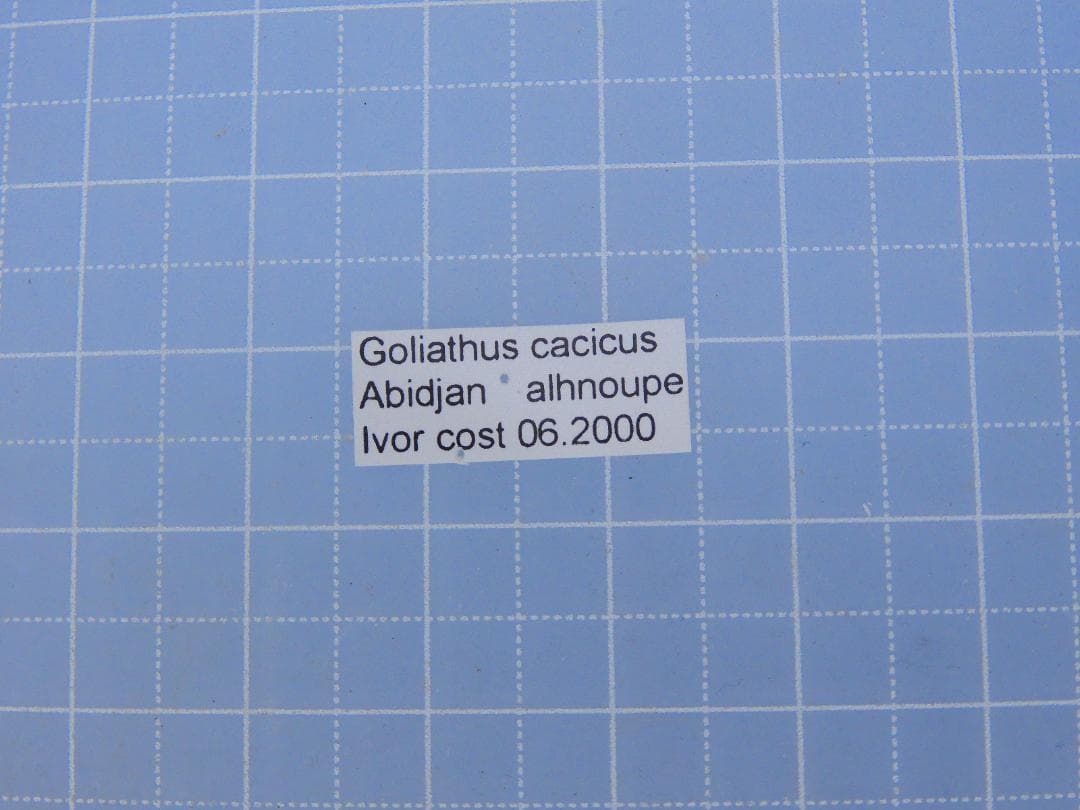 Goliathus cacicus
Abidjan alhnoupe
Ivor cost 06.2000